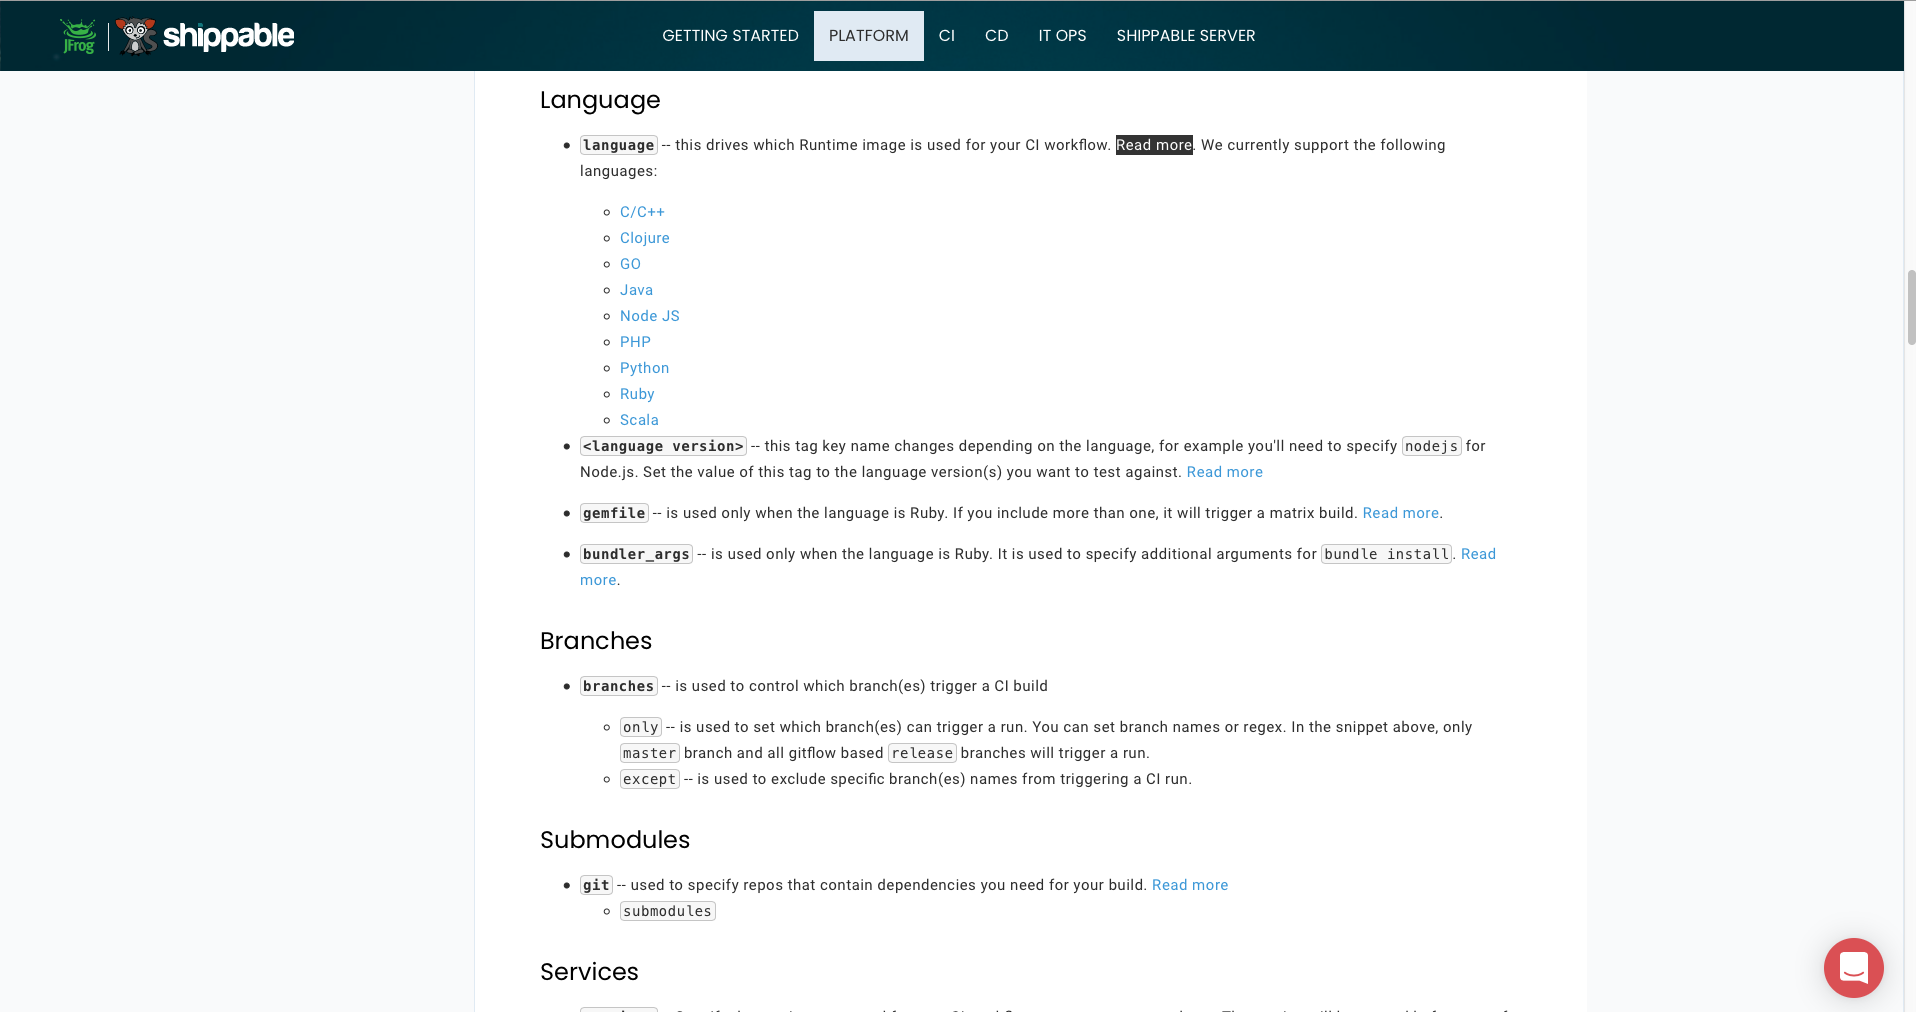 JFrog shippable GETTING STARTED PLATFORM CI CD IT OPS SHIPPABLE SERVER
Language
language -- this drives which Runtime image is used for your CI workflow. Read more. We currently support the following
languages:
C/C++
Clojure
GO
Java
Node JS
PHP
Python
Ruby
Scala
<language version> -- this tag key name changes depending on the language, for example you'll need to specify nodejs for
Node.js. Set the value of this tag to the language version(s) you want to test against. Read more
gemfile -- is used only when the language is Ruby. If you include more than one, it will trigger a matrix build. Read more.
bundler_args -- is used only when the language is Ruby. It is used to specify additional arguments for bundle install. Read
more.
Branches
branches -- is used to control which branch(es) trigger a CI build
only -- is used to set which branch(es) can trigger a run. You can set branch names or regex. In the snippet above, only
master branch and all gitflow based release branches will trigger a run.
except -- is used to exclude specific branch(es) names from triggering a CI run.
Submodules
git -- used to specify repos that contain dependencies you need for your build. Read more
submodules
Services